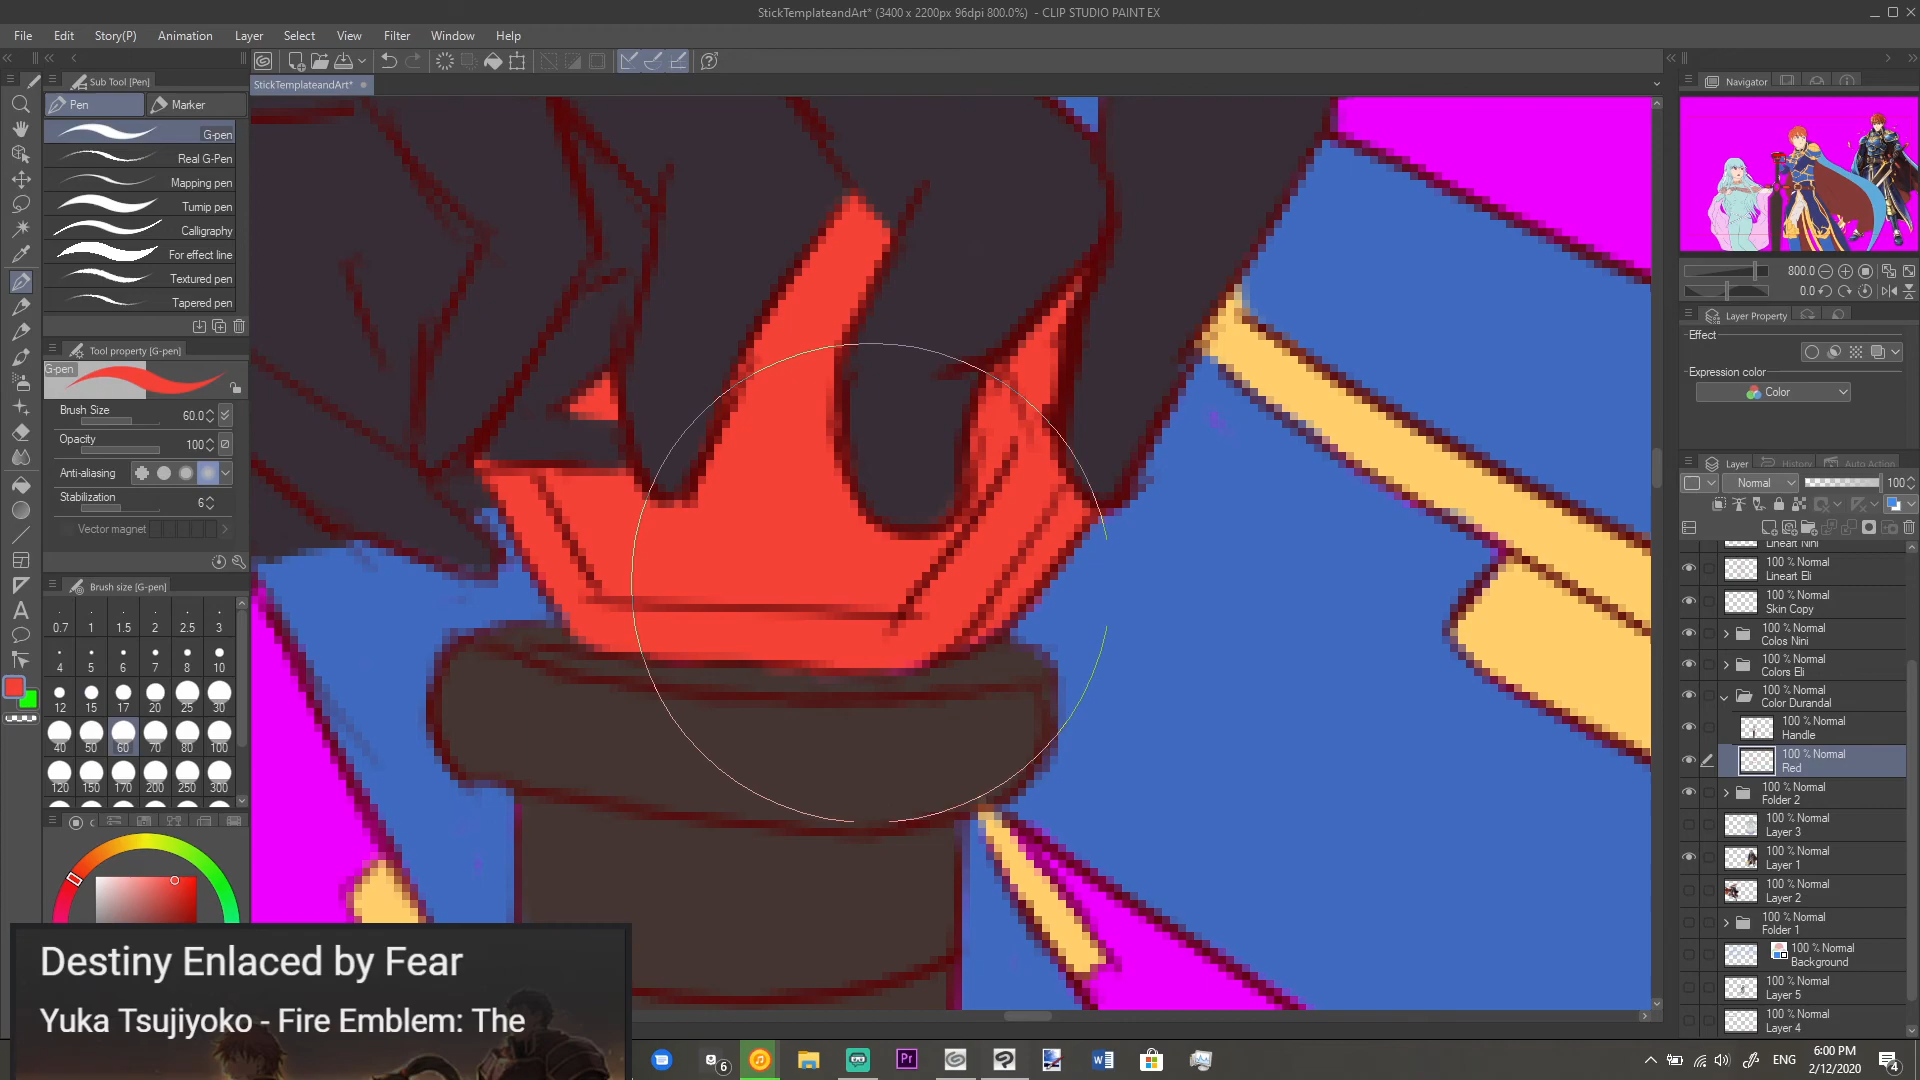 StickTemplateandArt* (3400 x 2200px 96dpi 800.0%) - CLIP STUDIO PAINT EX
File Edit Story(P) Animation Layer Select View Filter Window Help
Sub Tool [Pen]
StickTemplateandArt*
Navigator
Pen
Marker
G-pen
Real G-Pen
Mapping pen
Turnip pen
Calligraphy
For effect line
Textured pen
Tapered pen
Tool property [G-pen]
G-pen
Brush Size 60.0
Opacity 100
Anti-aliasing
Stabilization 6
Vector magnet
Brush size [G-pen]
0.7 1 1.5 2 2.5 3
4 5 6 7 8 10
12 15 17 20 25 30
40 50 60 70 80 100
120 150 170 200 250 300
800.0
0.0
Layer Property
Effect
Expression color
Color
Layer History Auto Action
Normal 100
Lineart Nini
100 % Normal
Lineart Eli
100 % Normal
Skin Copy
100 % Normal
Colos Nini
100 % Normal
Colors Eli
100 % Normal
Color Durandal
100 % Normal
Handle
100 % Normal
Red
100 % Normal
Folder 2
100 % Normal
Layer 3
100 % Normal
Layer 1
100 % Normal
Layer 2
100 % Normal
Folder 1
100 % Normal
Background
100 % Normal
Layer 5
100 % Normal
Layer 4
Destiny Enlaced by Fear
Yuka Tsujiyoko - Fire Emblem: The
6
Pr
ENG
6:00 PM
2/12/2020
4